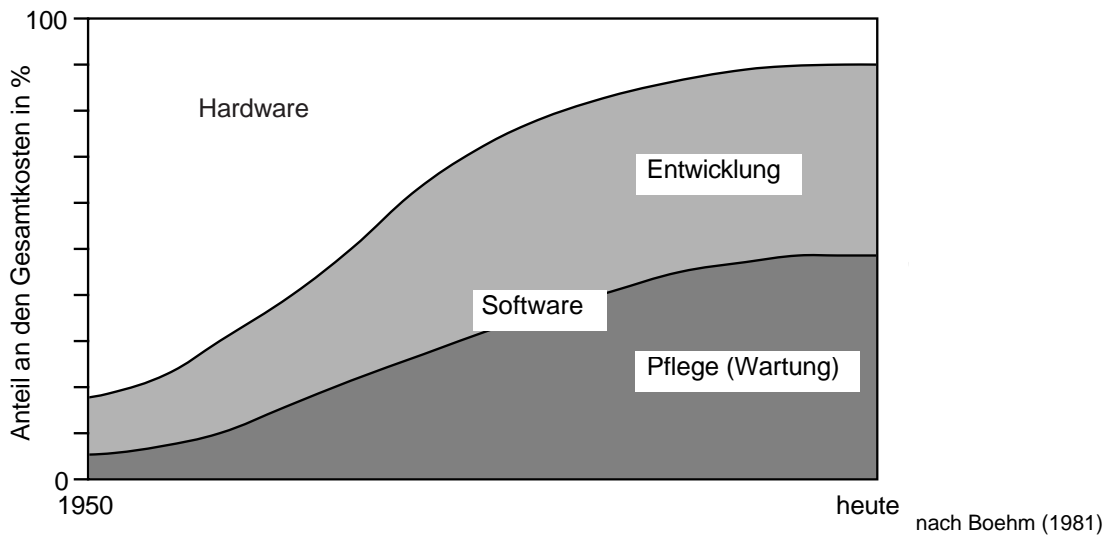 100
Hardware
Entwicklung
Anteil an den Gesamtkosten in %
Software
Pflege (Wartung)
0
1950
heute
nach Boehm (1981)